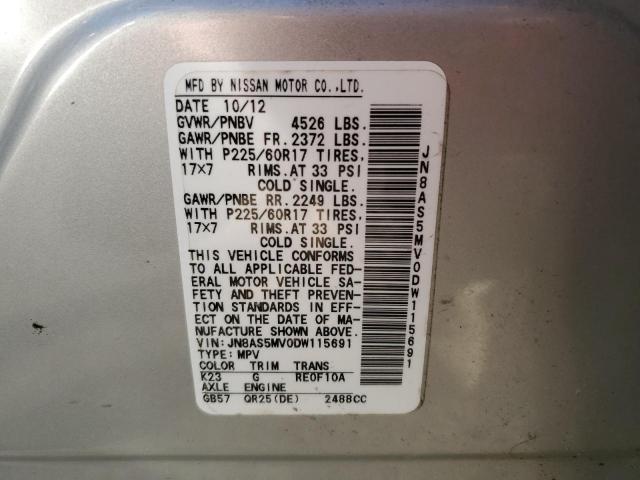 MFD BY NISSAN MOTOR CO.,LTD.
DATE 10/12
GVWR/PNBV 4526 LBS.
GAWR/PNBE FR. 2372 LBS.
WITH P225/60R17 TIRES,
17×7 RIMS. AT 33 PSI
COLD SINGLE.
GAWR/PNBE RR. 2249 LBS.
WITH P225/60R17 TIRES,
17×7 RIMS. AT 33 PSI
COLD SINGLE.
THIS VEHICLE CONFORMS
TO ALL APPLICABLE FED-
ERAL MOTOR VEHICLE SA-
FETY AND THEFT PREVEN-
TION STANDARDS IN EFF-
ECT ON THE DATE OF MA-
NUFACTURE SHOWN ABOVE.
VIN: JN8AS5MV0DW115691
TYPE: MPV
COLOR TRIM TRANS
K23 G RE0F10A
AXLE ENGINE
GB57 QR25(DE) 2488CC
JN8AS5MV0DW115691